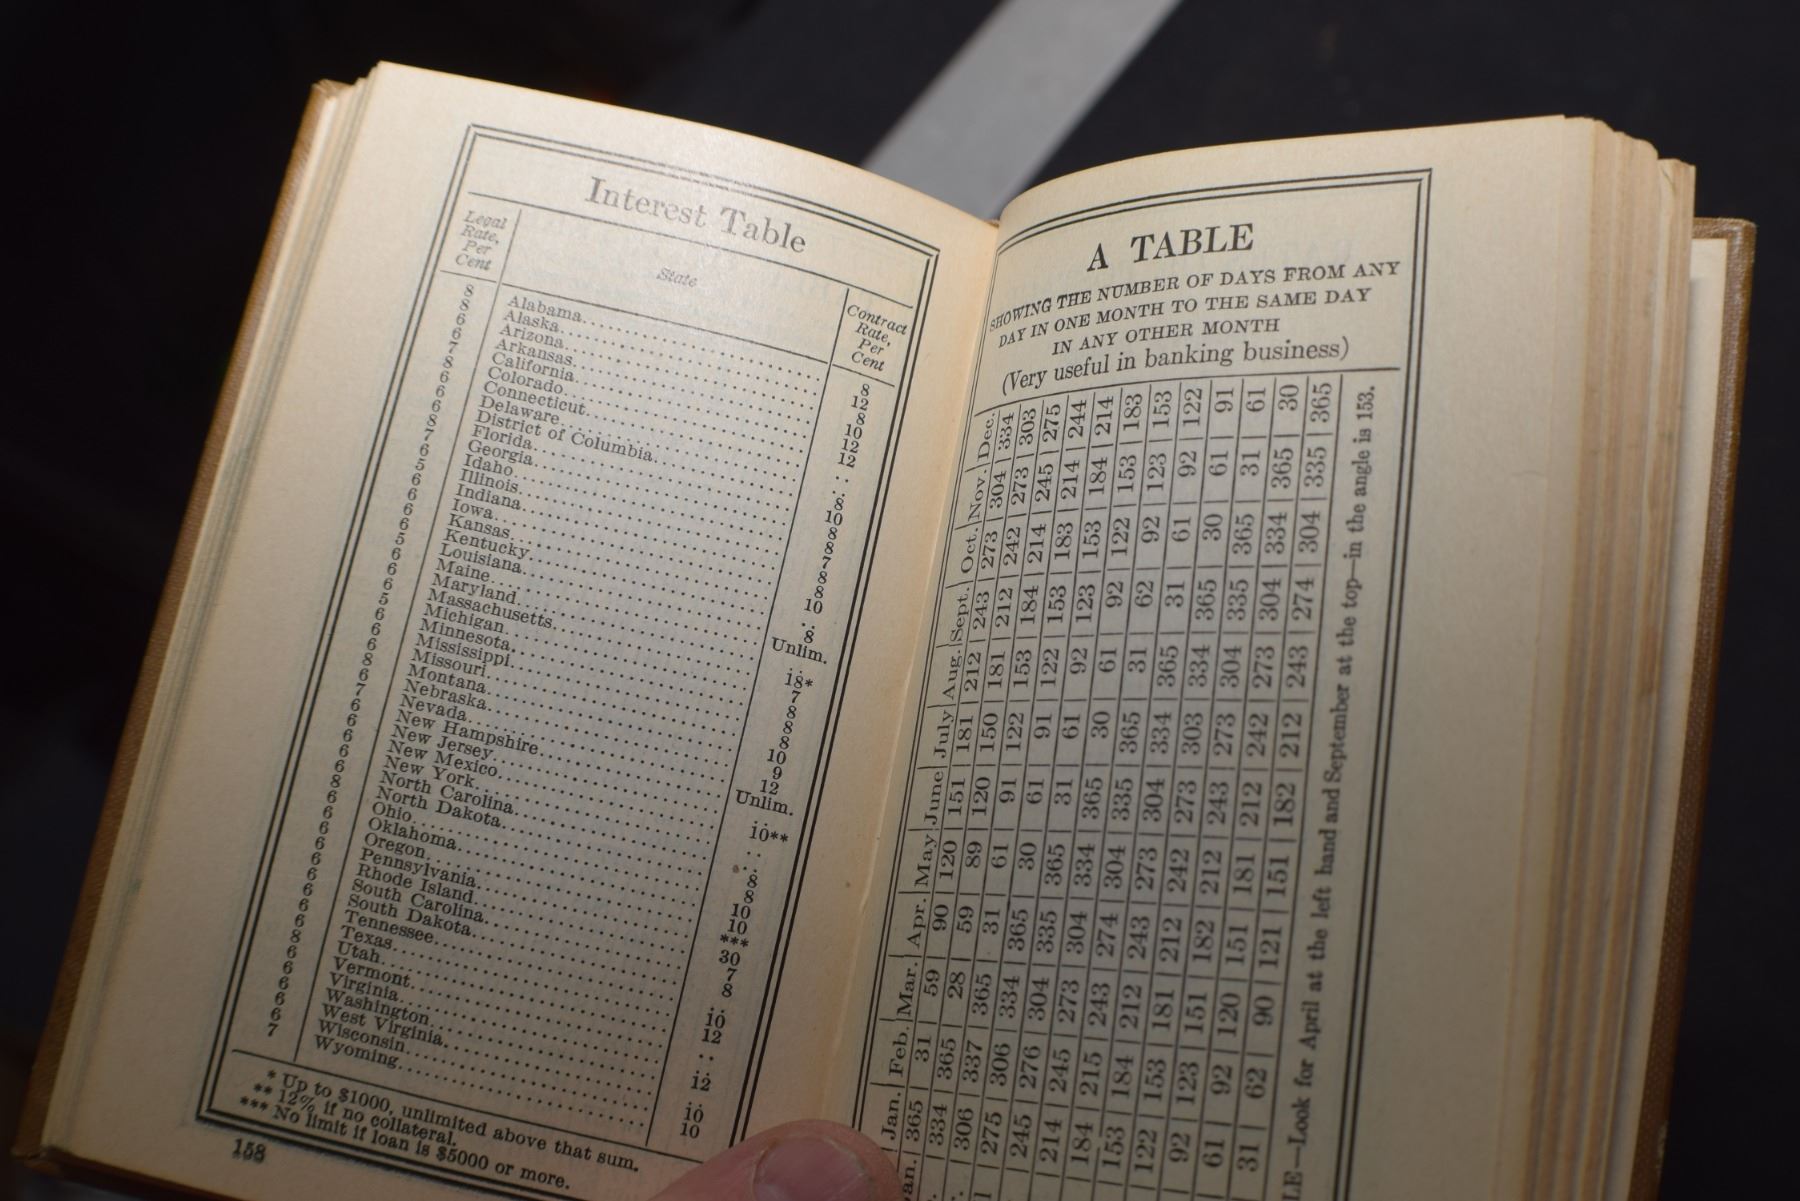 Interest Table
Legal Rate, Per Cent State Contract Rate, Per Cent
8 Alabama 8
8 Alaska 12
6 Arizona 8
6 Arkansas 10
7 California 12
8 Colorado 12
6 Connecticut ..
6 Delaware ..
6 District of Columbia 8
8 Florida 10
7 Georgia 8
6 Idaho 8
5 Illinois 7
6 Indiana 8
6 Iowa 8
6 Kansas 10
6 Kentucky ..
5 Louisiana 8
6 Maine Unlim.
6 Maryland ..
6 Massachusetts 18*
5 Michigan 7
6 Minnesota 8
6 Mississippi 8
6 Missouri 8
8 Montana 10
6 Nebraska 9
7 Nevada 12
6 New Hampshire Unlim.
6 New Jersey ..
6 New Mexico 10**
6 New York ..
6 North Carolina ..
8 North Dakota 8
6 Ohio 8
6 Oklahoma 10
6 Oregon 10
6 Pennsylvania ***
6 Rhode Island 30
6 South Carolina 7
6 South Dakota 8
6 Tennessee ..
6 Texas 10
8 Utah 12
6 Vermont ..
6 Virginia ..
6 Washington 12
6 West Virginia ..
6 Wisconsin 10
7 Wyoming 10
* Up to $1000, unlimited above that sum.
** 12% if no collateral.
*** No limit if loan is $5000 or more.
158
A TABLE
SHOWING THE NUMBER OF DAYS FROM ANY
DAY IN ONE MONTH TO THE SAME DAY
IN ANY OTHER MONTH
(Very useful in banking business)
Jan. Feb. Mar. Apr. May June July Aug. Sept. Oct. Nov. Dec.
an. 365 31 59 90 120 151 181 212 243 273 304 334
334 365 28 59 89 120 150 181 212 242 273 303
306 337 365 31 61 91 122 153 184 214 245 275
275 306 334 365 30 61 91 122 153 183 214 244
245 276 304 335 365 31 61 92 123 153 184 214
214 245 273 304 334 365 30 61 92 122 153 183
184 215 243 274 304 335 365 31 62 92 123 153
153 184 212 243 273 304 334 365 31 61 92 122
122 153 181 212 242 273 303 334 365 30 61 91
92 123 151 182 212 243 273 304 335 365 31 61
61 92 120 151 181 212 242 273 304 334 365 30
31 62 90 121 151 182 212 243 274 304 335 365
LE—Look for April at the left hand and September at the top—in the angle is 153.